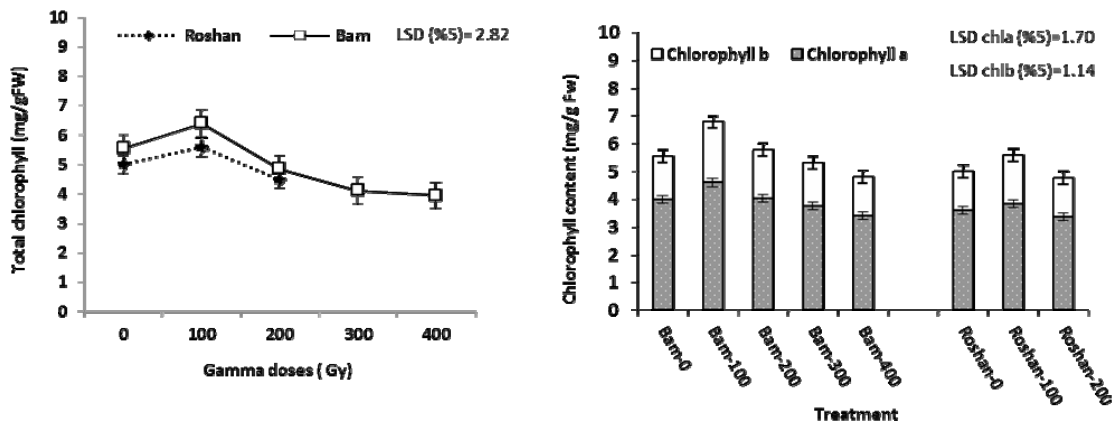 10
9
8
7
6
5
4
3
2
1
0
Total chlorophyll (mg/gFW)
Roshan
Bam
LSD (%5)= 2.82
0 100 200 300 400
Gamma doses ( Gy)
10
9
8
7
6
5
4
3
2
1
0
Chlorophyll content (mg/g Fw)
Chlorophyll b
Chlorophyll a
LSD chla (%5)=1.70
LSD chlb (%5)=1.14
Bam-0
Bam-100
Bam-200
Bam-300
Bam-400
Roshan-0
Roshan-100
Roshan-200
Treatment